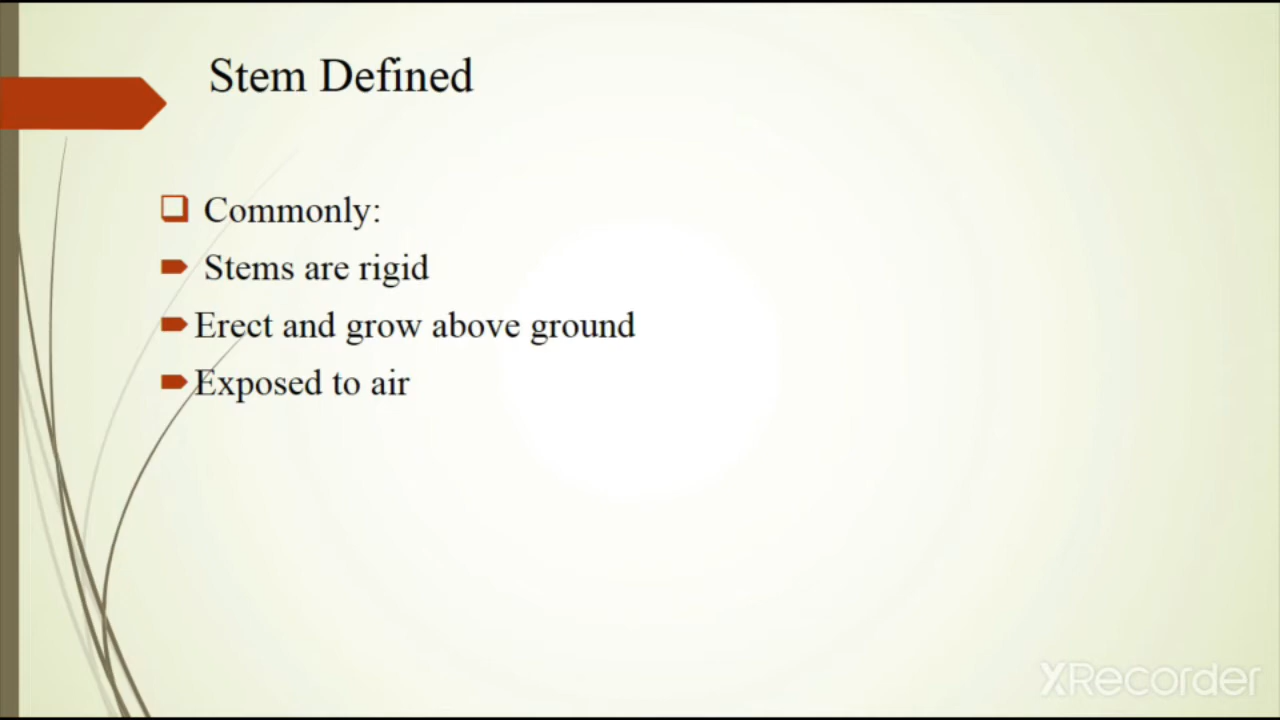 Stem Defined
Commonly:
Stems are rigid
Erect and grow above ground
Exposed to air
XRecorder